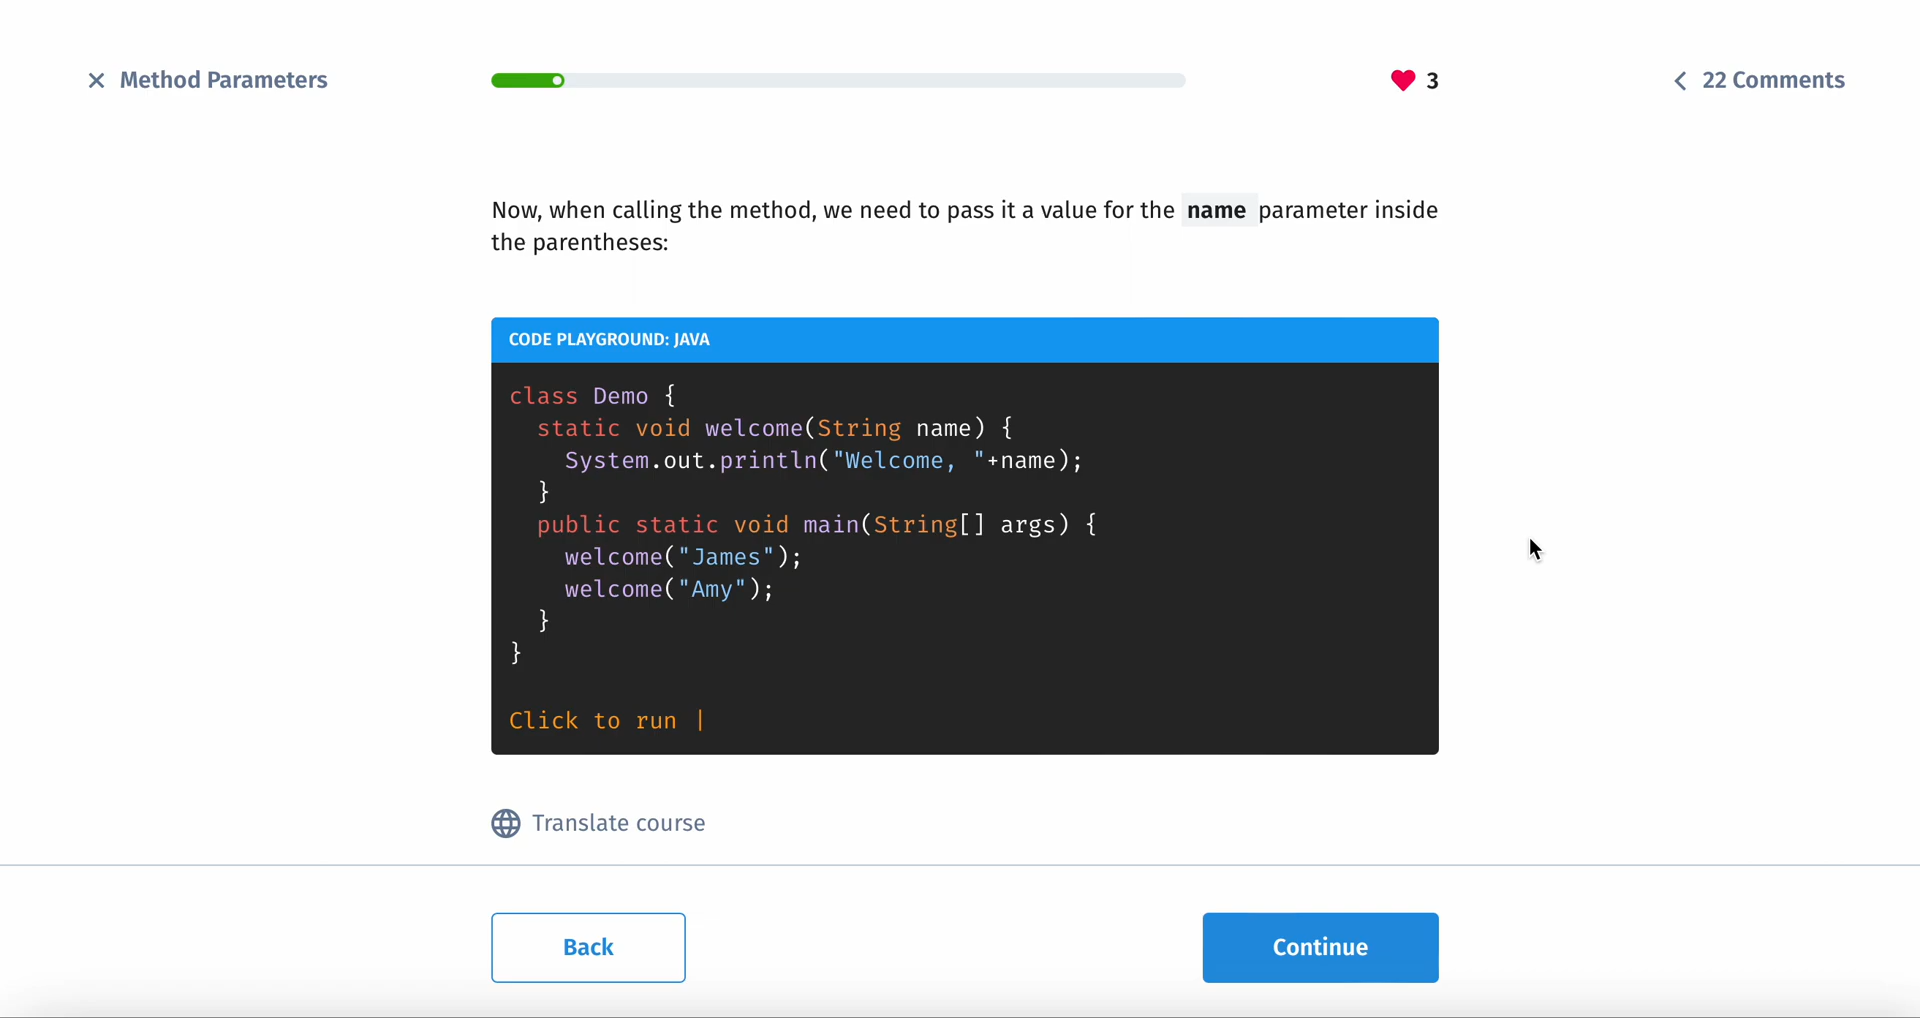 Method Parameters
3
22 Comments
Now, when calling the method, we need to pass it a value for the name parameter inside
the parentheses:
CODE PLAYGROUND: JAVA
class Demo {
  static void welcome(String name) {
    System.out.println("Welcome, "+name);
  }
  public static void main(String[] args) {
    welcome("James");
    welcome("Amy");
  }
}
Click to run |
Translate course
Back
Continue